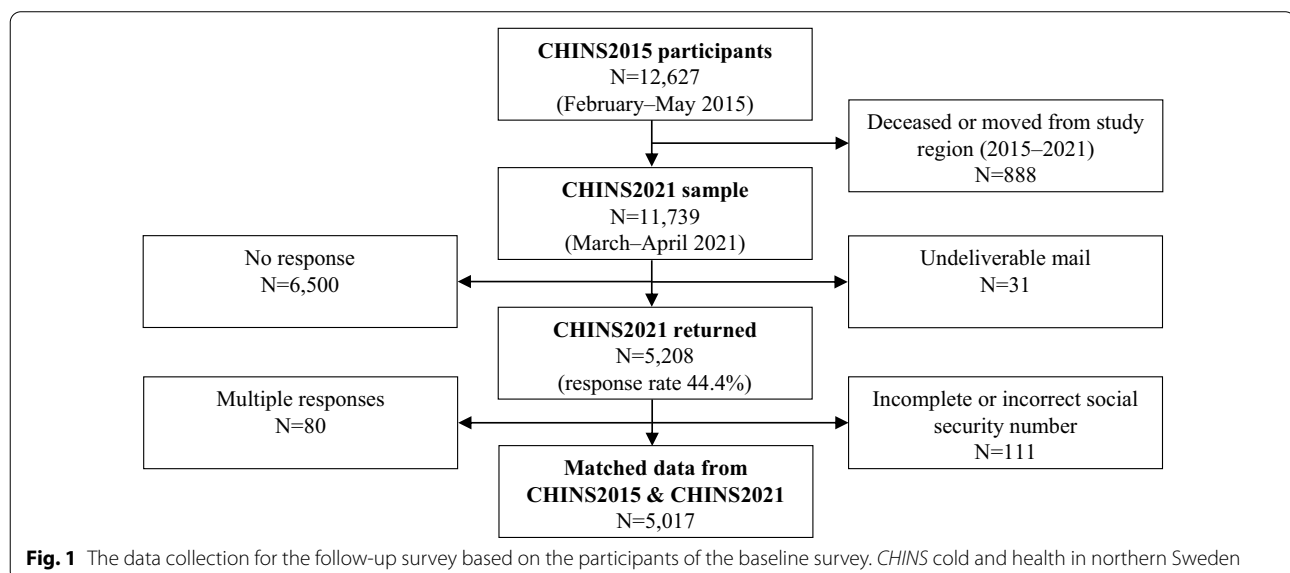 CHINS2015 participants
N=12,627
(February–May 2015)
Deceased or moved from study
region (2015–2021)
N=888
CHINS2021 sample
N=11,739
(March–April 2021)
No response
N=6,500
Undeliverable mail
N=31
CHINS2021 returned
N=5,208
(response rate 44.4%)
Multiple responses
N=80
Incomplete or incorrect social
security number
N=111
Matched data from
CHINS2015 & CHINS2021
N=5,017
Fig. 1 The data collection for the follow-up survey based on the participants of the baseline survey. CHINS cold and health in northern Sweden